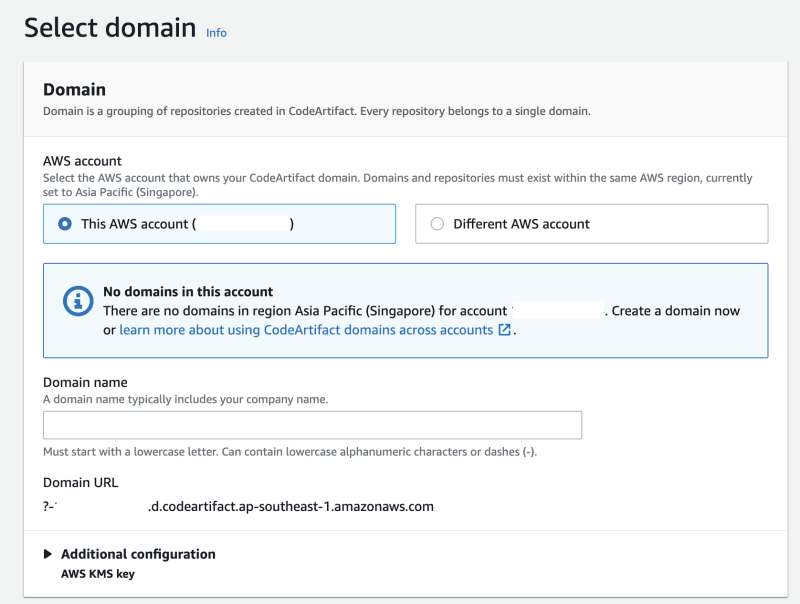 Select domain Info
Domain
Domain is a grouping of repositories created in CodeArtifact. Every repository belongs to a single domain.
AWS account
Select the AWS account that owns your CodeArtifact domain. Domains and repositories must exist within the same AWS region, currently
set to Asia Pacific (Singapore).
This AWS account ( )
Different AWS account
No domains in this account
There are no domains in region Asia Pacific (Singapore) for account . Create a domain now
or learn more about using CodeArtifact domains across accounts .
Domain name
A domain name typically includes your company name.
Must start with a lowercase letter. Can contain lowercase alphanumeric characters or dashes (-).
Domain URL
?- .d.codeartifact.ap-southeast-1.amazonaws.com
Additional configuration
AWS KMS key